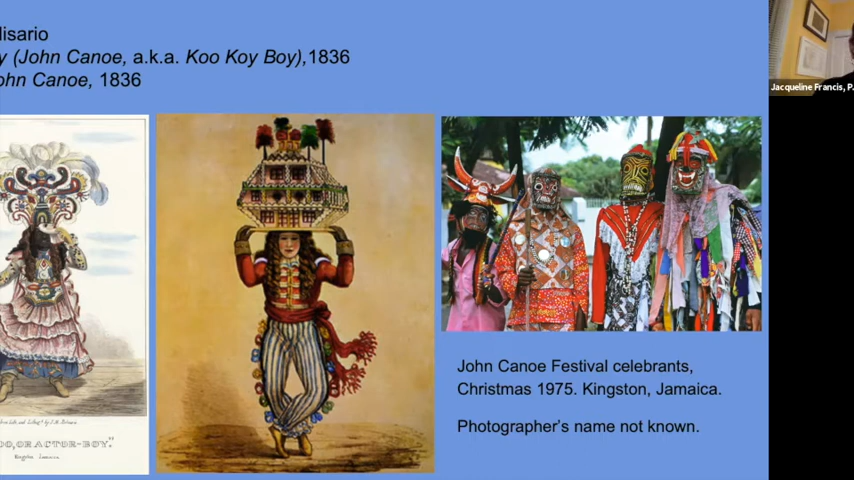 lisario
y (John Canoe, a.k.a. Koo Koy Boy),1836
ohn Canoe, 1836
Jacqueline Francis, P.
OO, OR ACTOR-BOY."
Kingston Jamaica
John Canoe Festival celebrants,
Christmas 1975. Kingston, Jamaica.
Photographer's name not known.